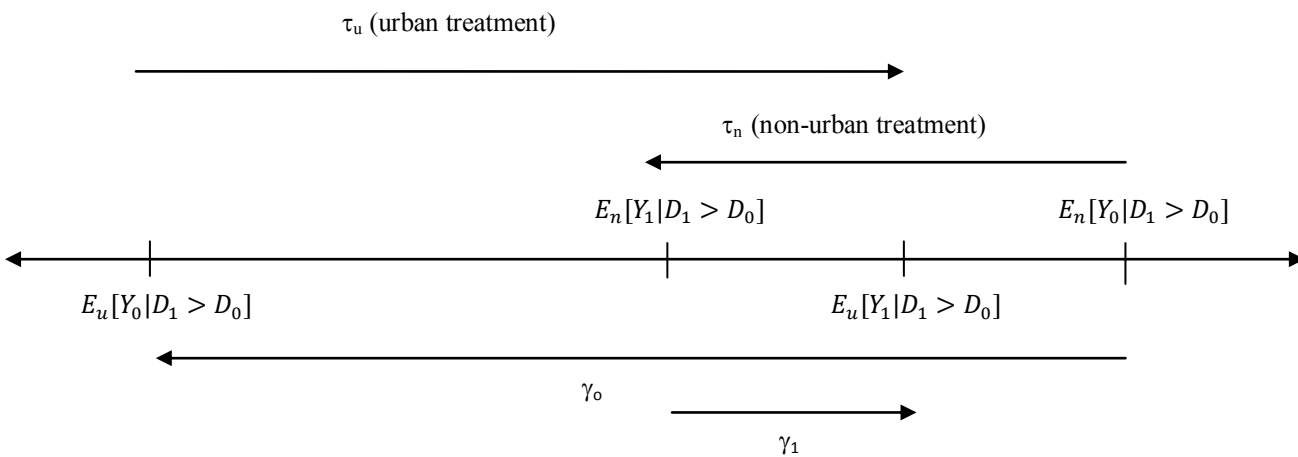 τᵤ (urban treatment)
τₙ (non-urban treatment)
Eₙ[Y₁|D₁ > D₀]
Eₙ[Y₀|D₁ > D₀]
Eᵤ[Y₀|D₁ > D₀]
Eᵤ[Y₁|D₁ > D₀]
γₒ
γ₁